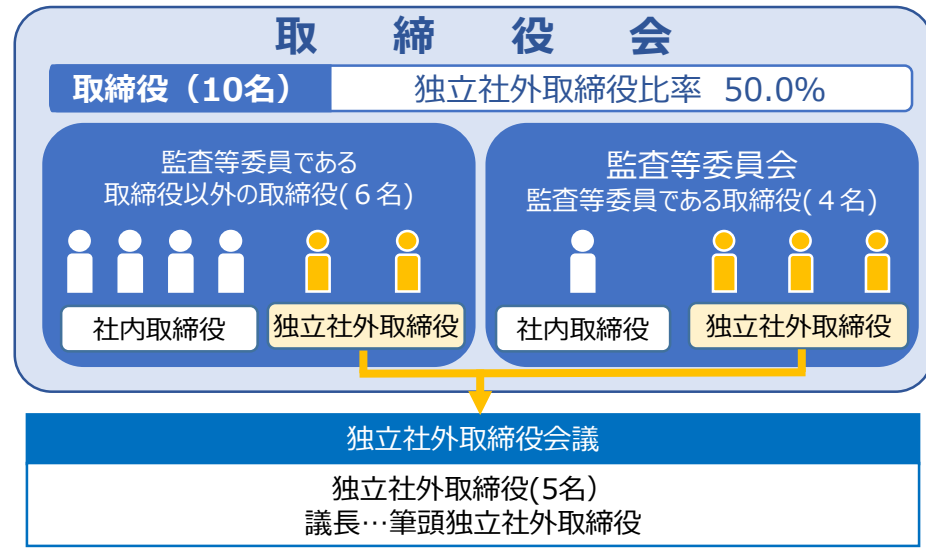 取締役会
取締役（10名） 独立社外取締役比率 50.0%
監査等委員である
取締役以外の取締役(６名)
社内取締役
独立社外取締役
監査等委員会
監査等委員である取締役(４名)
社内取締役
独立社外取締役
独立社外取締役会議
独立社外取締役(5名）
議長…筆頭独立社外取締役